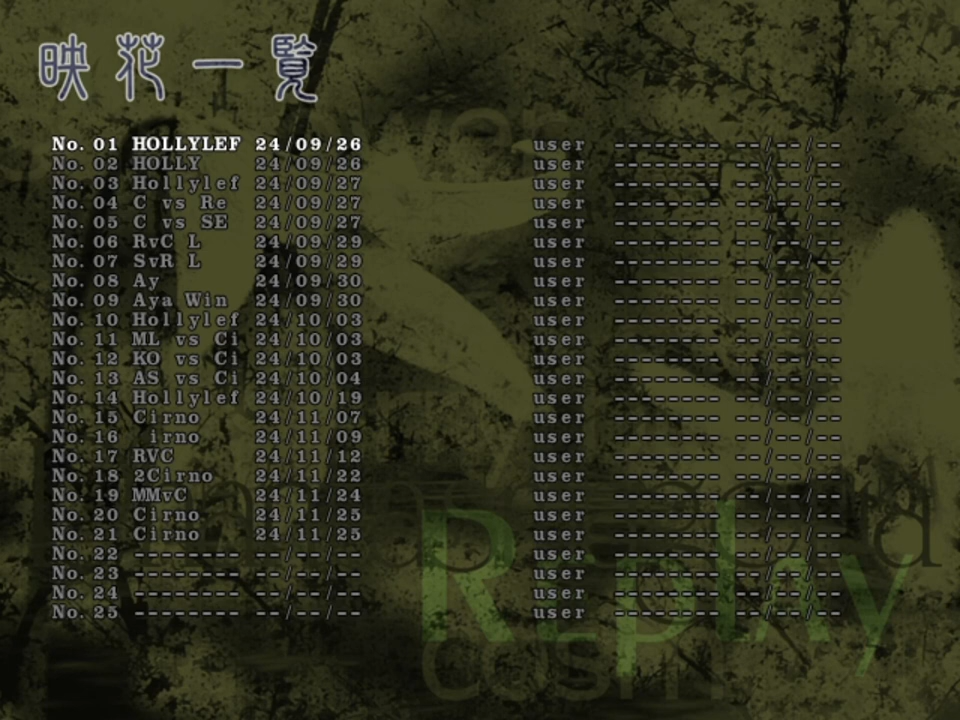 映花一覧
No. 01 HOLLYLEF 24/09/26 user -------- --/--/--
No. 02 HOLLY 24/09/26 user -------- --/--/--
No. 03 Hollylef 24/09/27 user -------- --/--/--
No. 04 C vs Re 24/09/27 user -------- --/--/--
No. 05 C vs SE 24/09/27 user -------- --/--/--
No. 06 RvC L 24/09/29 user -------- --/--/--
No. 07 SvR L 24/09/29 user -------- --/--/--
No. 08 Ay 24/09/30 user -------- --/--/--
No. 09 Aya Win 24/09/30 user -------- --/--/--
No. 10 Hollylef 24/10/03 user -------- --/--/--
No. 11 ML vs Ci 24/10/03 user -------- --/--/--
No. 12 KO vs Ci 24/10/03 user -------- --/--/--
No. 13 AS vs Ci 24/10/04 user -------- --/--/--
No. 14 Hollylef 24/10/19 user -------- --/--/--
No. 15 Cirno 24/11/07 user -------- --/--/--
No. 16 irno 24/11/09 user -------- --/--/--
No. 17 RVC 24/11/12 user -------- --/--/--
No. 18 2Cirno 24/11/22 user -------- --/--/--
No. 19 MMvC 24/11/24 user -------- --/--/--
No. 20 Cirno 24/11/25 user -------- --/--/--
No. 21 Cirno 24/11/25 user -------- --/--/--
No. 22 -------- --/--/-- user -------- --/--/--
No. 23 -------- --/--/-- user -------- --/--/--
No. 24 -------- --/--/-- user -------- --/--/--
No. 25 -------- --/--/-- user -------- --/--/--
Replay